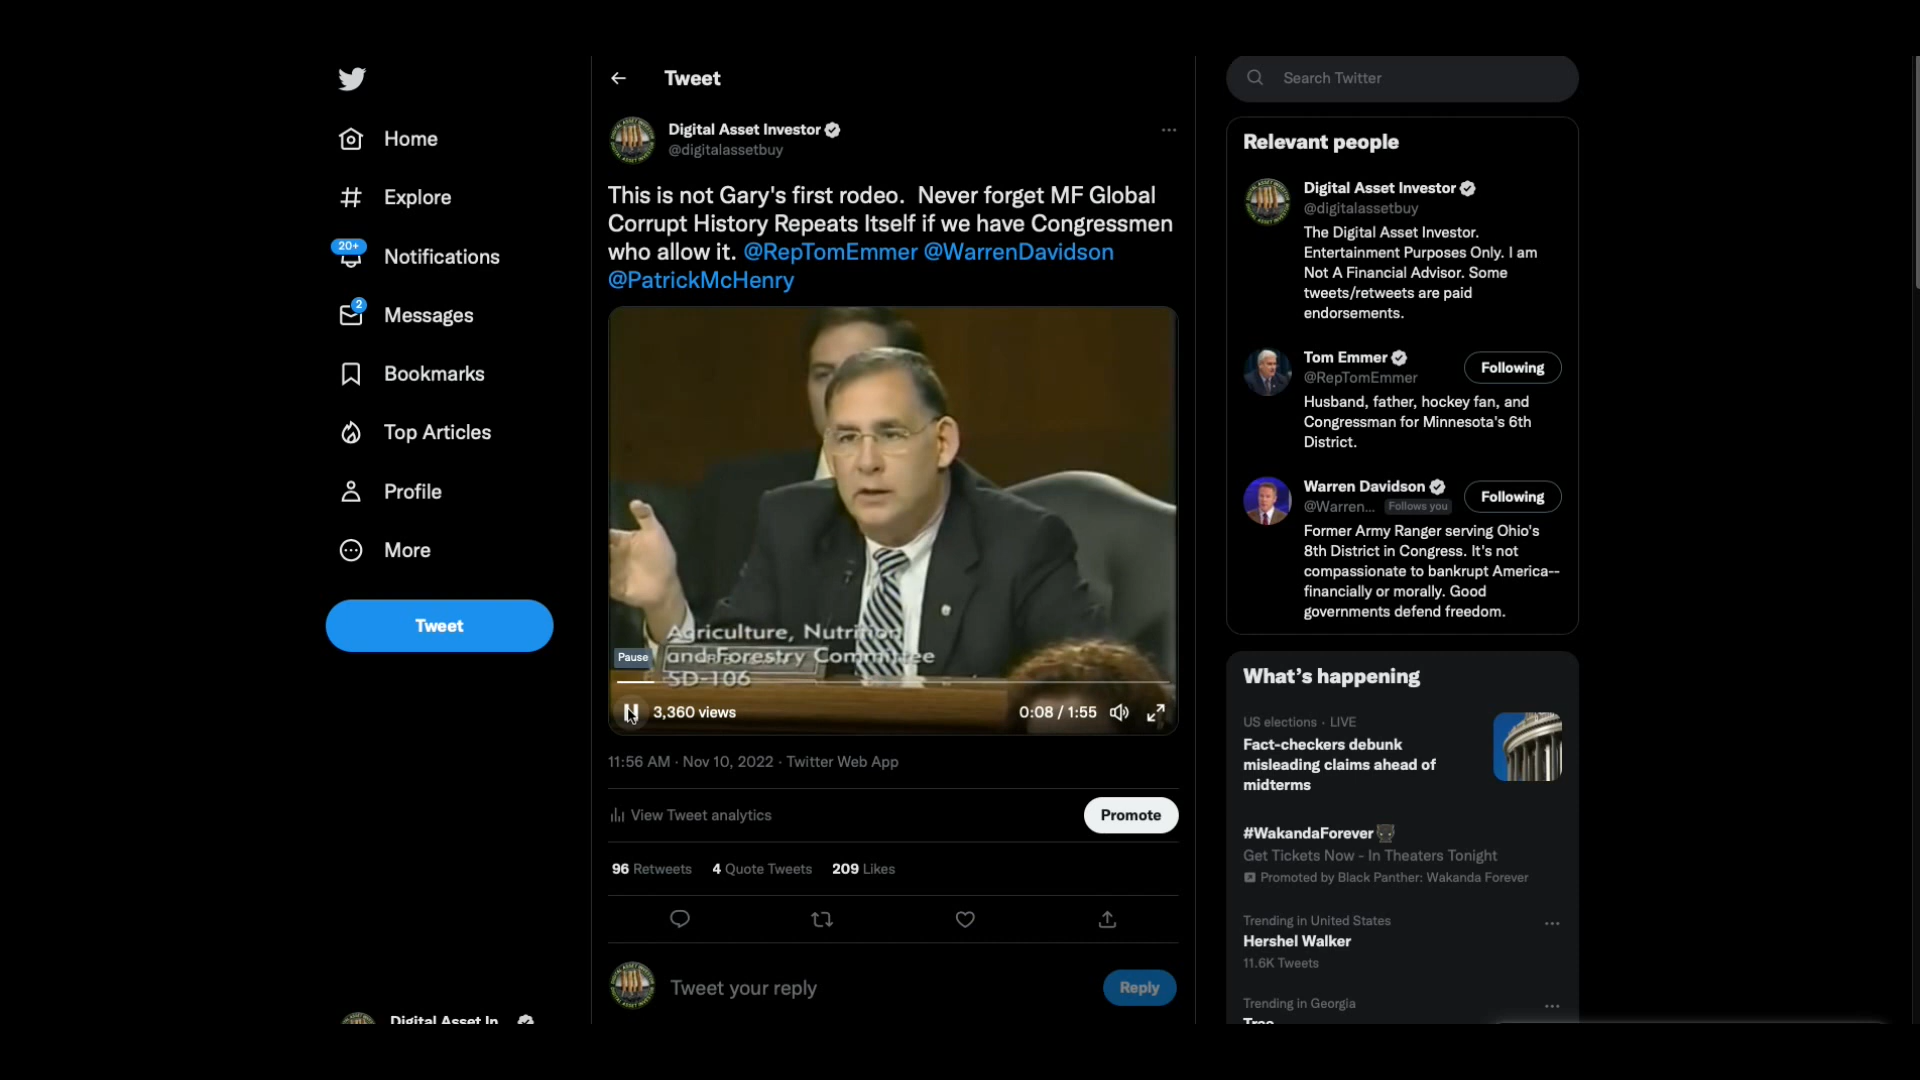 Home
Explore
20+
Notifications
2
Messages
Bookmarks
Top Articles
Profile
More
Tweet
Digital Asset In
Tweet
Digital Asset Investor
@digitalassetbuy
This is not Gary's first rodeo.  Never forget MF Global
Corrupt History Repeats Itself if we have Congressmen
who allow it. @RepTomEmmer @WarrenDavidson
@PatrickMcHenry
Agriculture, Nutrition
and Forestry Committee
SD-106
Pause
3,360 views
0:08 / 1:55
11:56 AM · Nov 10, 2022 · Twitter Web App
View Tweet analytics
Promote
96 Retweets 4 Quote Tweets 209 Likes
Tweet your reply
Reply
Search Twitter
Relevant people
Digital Asset Investor
@digitalassetbuy
The Digital Asset Investor.
Entertainment Purposes Only. I am
Not A Financial Advisor. Some
tweets/retweets are paid
endorsements.
Tom Emmer
@RepTomEmmer
Following
Husband, father, hockey fan, and
Congressman for Minnesota's 6th
District.
Warren Davidson
@Warren... Follows you
Following
Former Army Ranger serving Ohio's
8th District in Congress. It's not
compassionate to bankrupt America--
financially or morally. Good
governments defend freedom.
What's happening
US elections · LIVE
Fact-checkers debunk
misleading claims ahead of
midterms
#WakandaForever
Get Tickets Now - In Theaters Tonight
Promoted by Black Panther: Wakanda Forever
Trending in United States
Hershel Walker
11.6K Tweets
Trending in Georgia